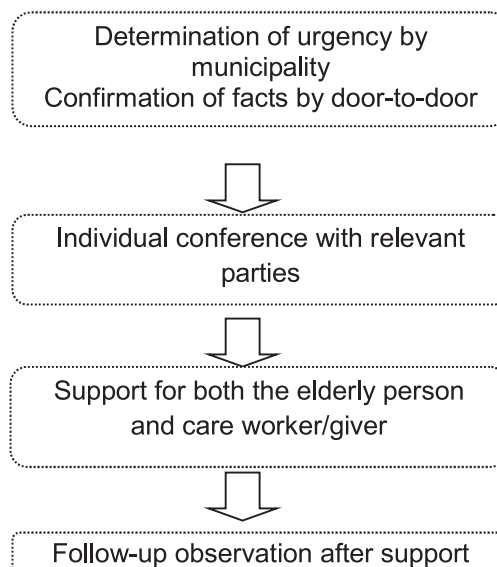 Determination of urgency by
municipality
Confirmation of facts by door-to-door
Individual conference with relevant
parties
Support for both the elderly person
and care worker/giver
Follow-up observation after support